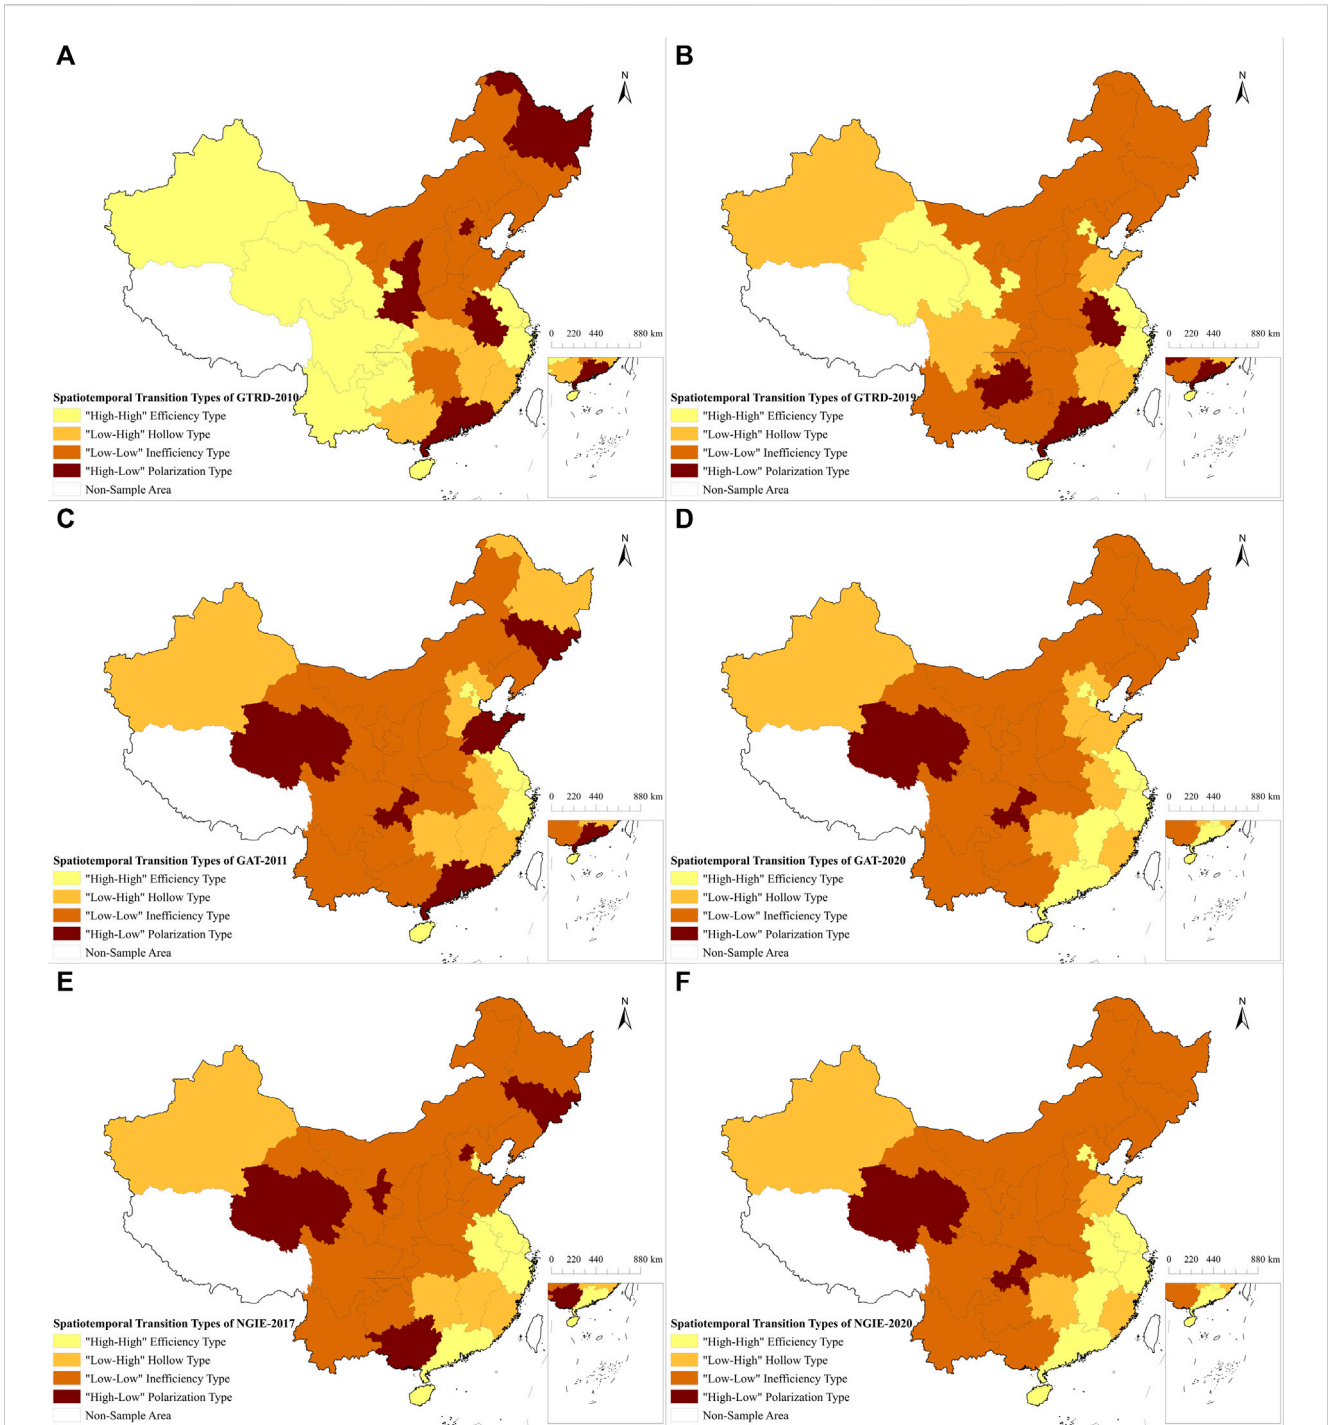 A
N
0 220 440 880 km
Spatiotemporal Transition Types of GTRD-2010
"High-High" Efficiency Type
"Low-High" Hollow Type
"Low-Low" Inefficiency Type
"High-Low" Polarization Type
Non-Sample Area
B
N
0 220 440 880 km
Spatiotemporal Transition Types of GTRD-2019
"High-High" Efficiency Type
"Low-High" Hollow Type
"Low-Low" Inefficiency Type
"High-Low" Polarization Type
Non-Sample Area
C
N
0 220 440 880 km
Spatiotemporal Transition Types of GAT-2011
"High-High" Efficiency Type
"Low-High" Hollow Type
"Low-Low" Inefficiency Type
"High-Low" Polarization Type
Non-Sample Area
D
N
0 220 440 880 km
Spatiotemporal Transition Types of GAT-2020
"High-High" Efficiency Type
"Low-High" Hollow Type
"Low-Low" Inefficiency Type
"High-Low" Polarization Type
Non-Sample Area
E
N
0 220 440 880 km
Spatiotemporal Transition Types of NGIE-2017
"High-High" Efficiency Type
"Low-High" Hollow Type
"Low-Low" Inefficiency Type
"High-Low" Polarization Type
Non-Sample Area
F
N
0 220 440 880 km
Spatiotemporal Transition Types of NGIE-2020
"High-High" Efficiency Type
"Low-High" Hollow Type
"Low-Low" Inefficiency Type
"High-Low" Polarization Type
Non-Sample Area